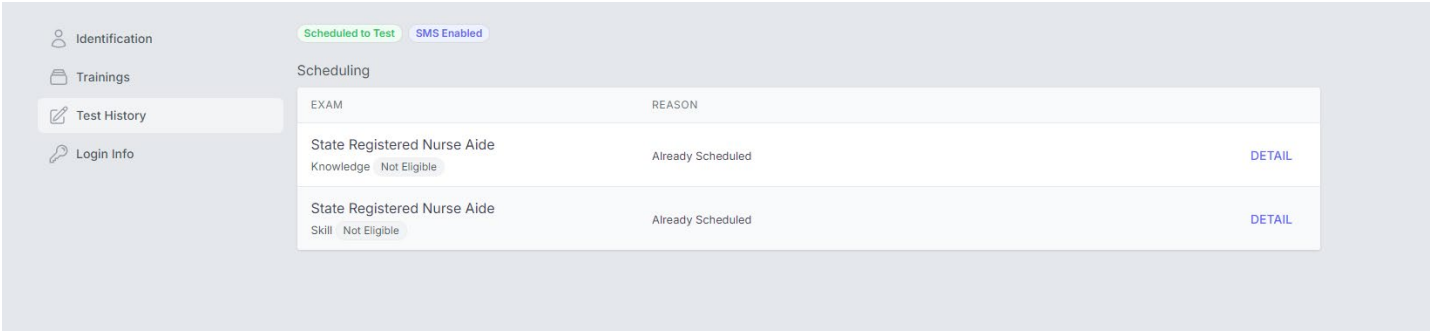 Identification
Trainings
Test History
Login Info
Scheduled to Test SMS Enabled
Scheduling
EXAM REASON
State Registered Nurse Aide
Knowledge Not Eligible
Already Scheduled
DETAIL
State Registered Nurse Aide
Skill Not Eligible
Already Scheduled
DETAIL